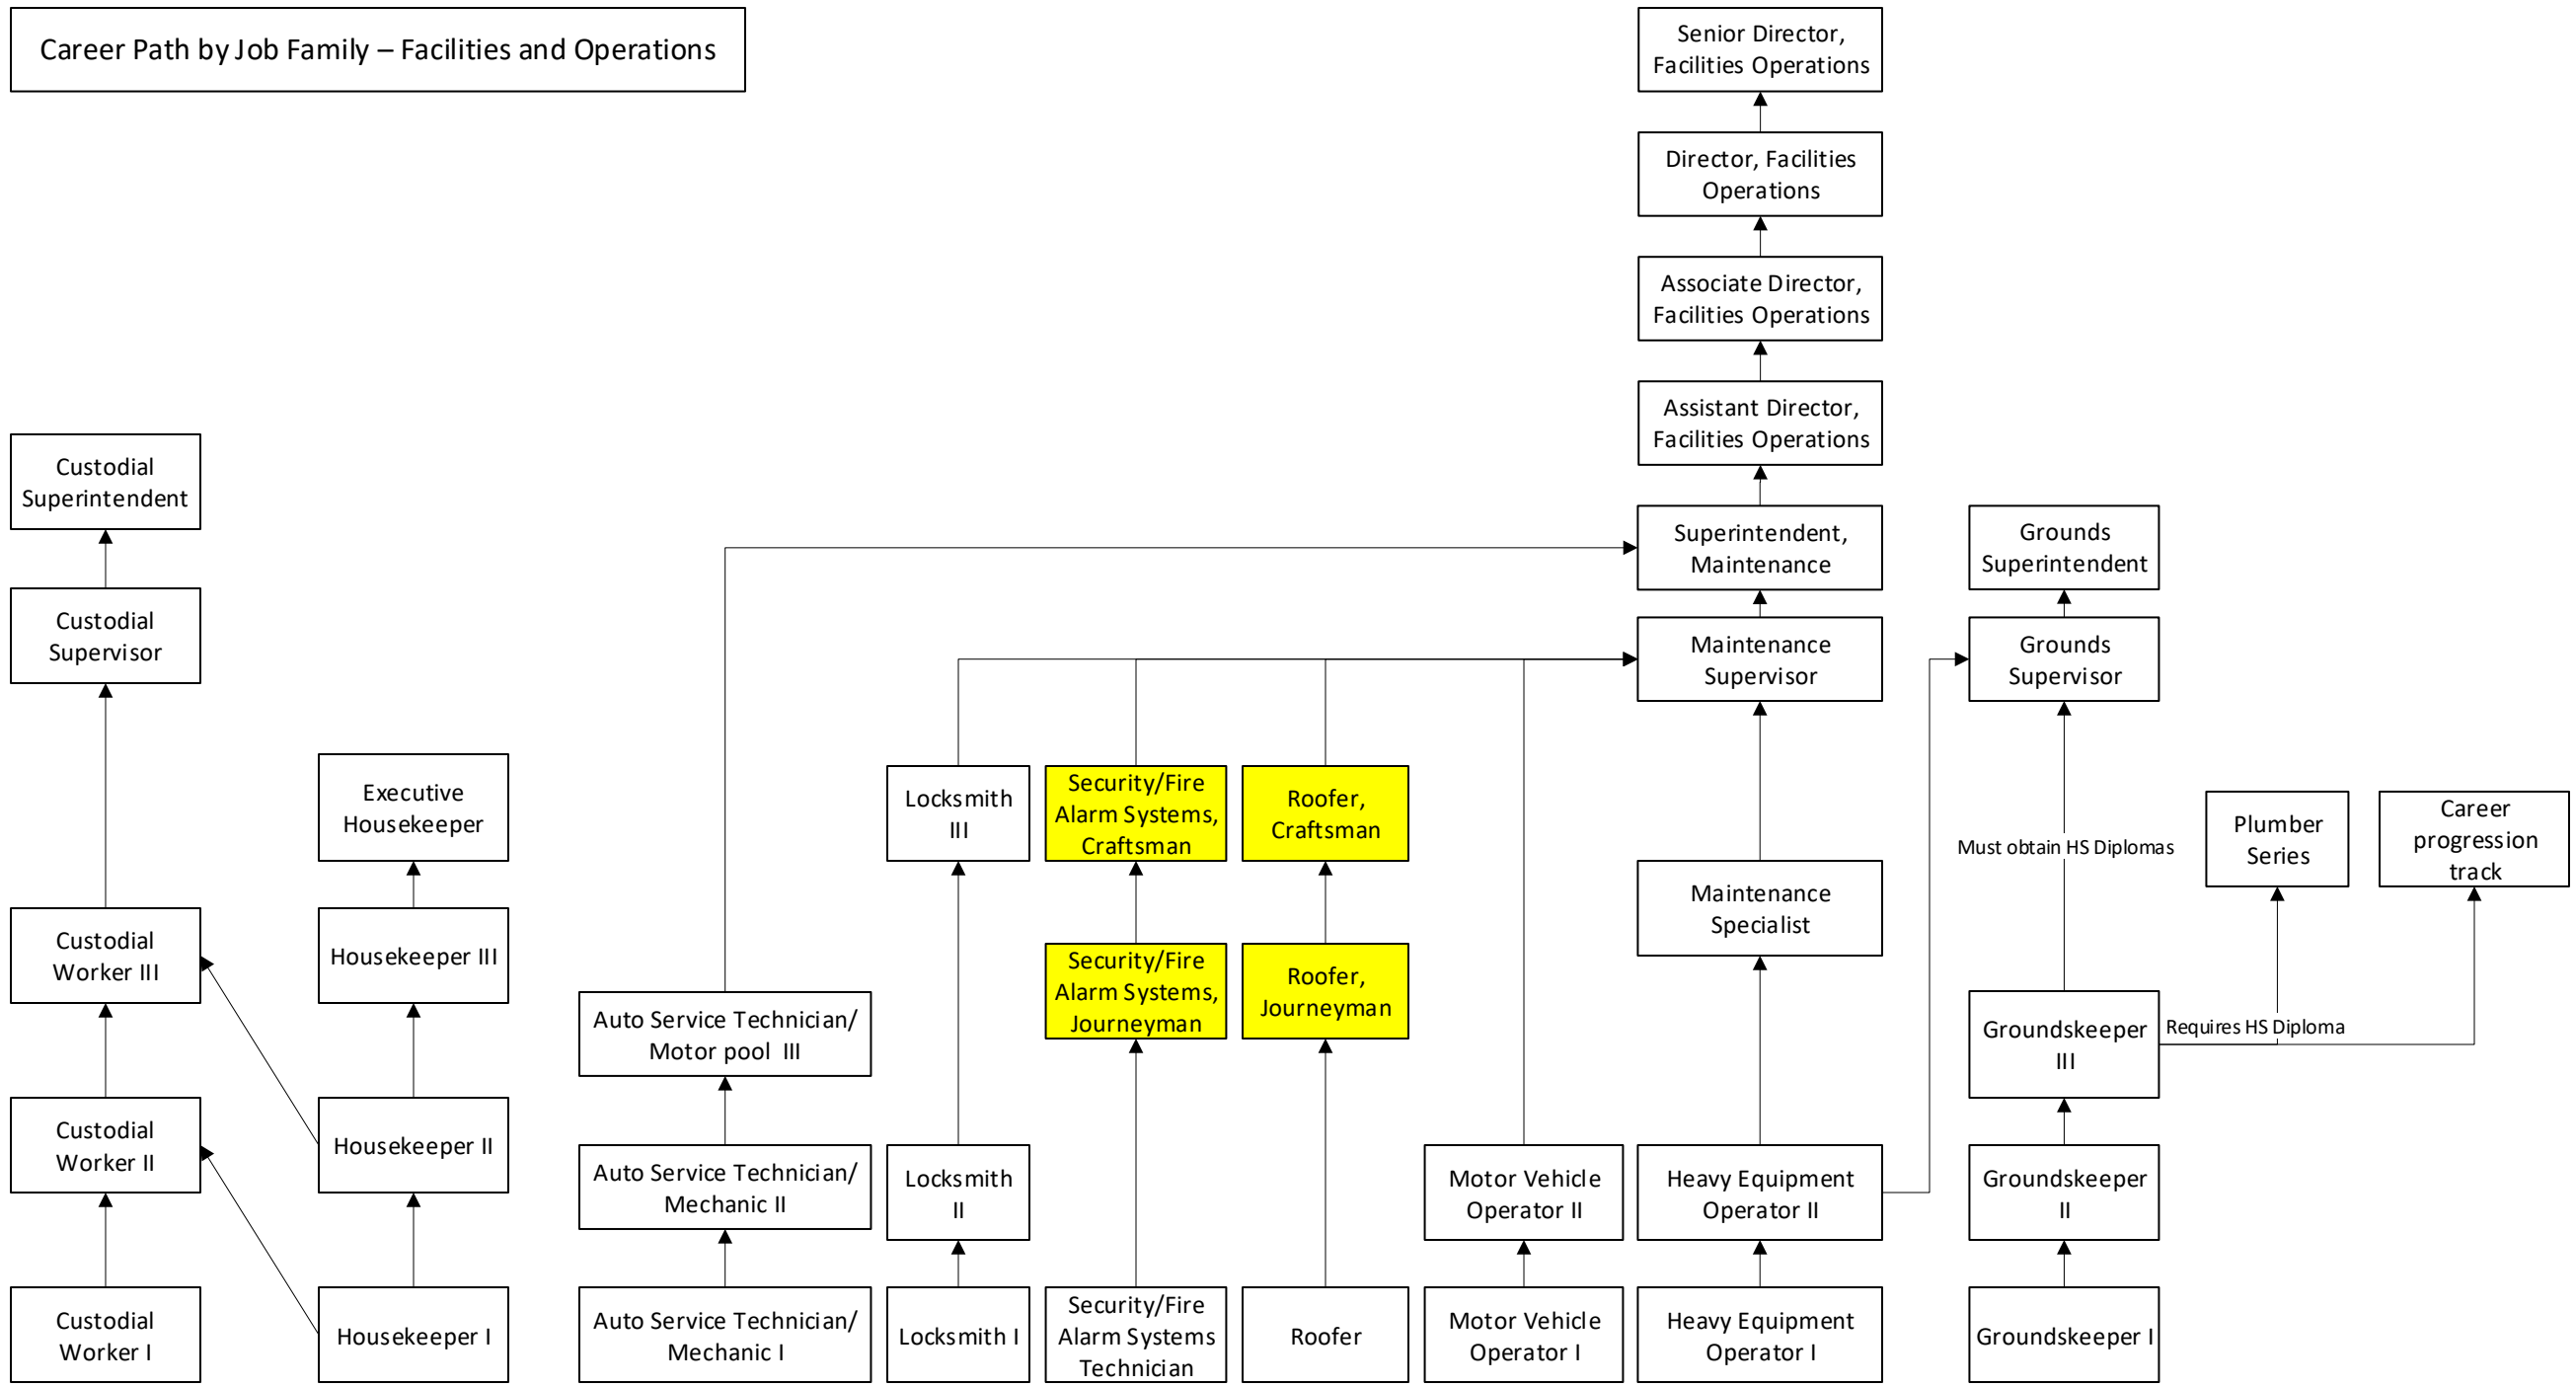 Career Path by Job Family – Facilities and Operations
Senior Director,
Facilities Operations
Director, Facilities
Operations
Associate Director,
Facilities Operations
Assistant Director,
Facilities Operations
Custodial
Superintendent
Superintendent,
Maintenance
Grounds
Superintendent
Custodial
Supervisor
Maintenance
Supervisor
Grounds
Supervisor
Executive
Housekeeper
Locksmith
III
Security/Fire
Alarm Systems,
Craftsman
Roofer,
Craftsman
Must obtain HS Diplomas
Plumber
Series
Career
progression
track
Maintenance
Specialist
Custodial
Worker III
Housekeeper III
Auto Service Technician/
Motor pool III
Security/Fire
Alarm Systems,
Journeyman
Roofer,
Journeyman
Groundskeeper
III
Requires HS Diploma
Custodial
Worker II
Housekeeper II
Auto Service Technician/
Mechanic II
Locksmith
II
Motor Vehicle
Operator II
Heavy Equipment
Operator II
Groundskeeper
II
Custodial
Worker I
Housekeeper I
Auto Service Technician/
Mechanic I
Locksmith I
Security/Fire
Alarm Systems
Technician
Roofer
Motor Vehicle
Operator I
Heavy Equipment
Operator I
Groundskeeper I